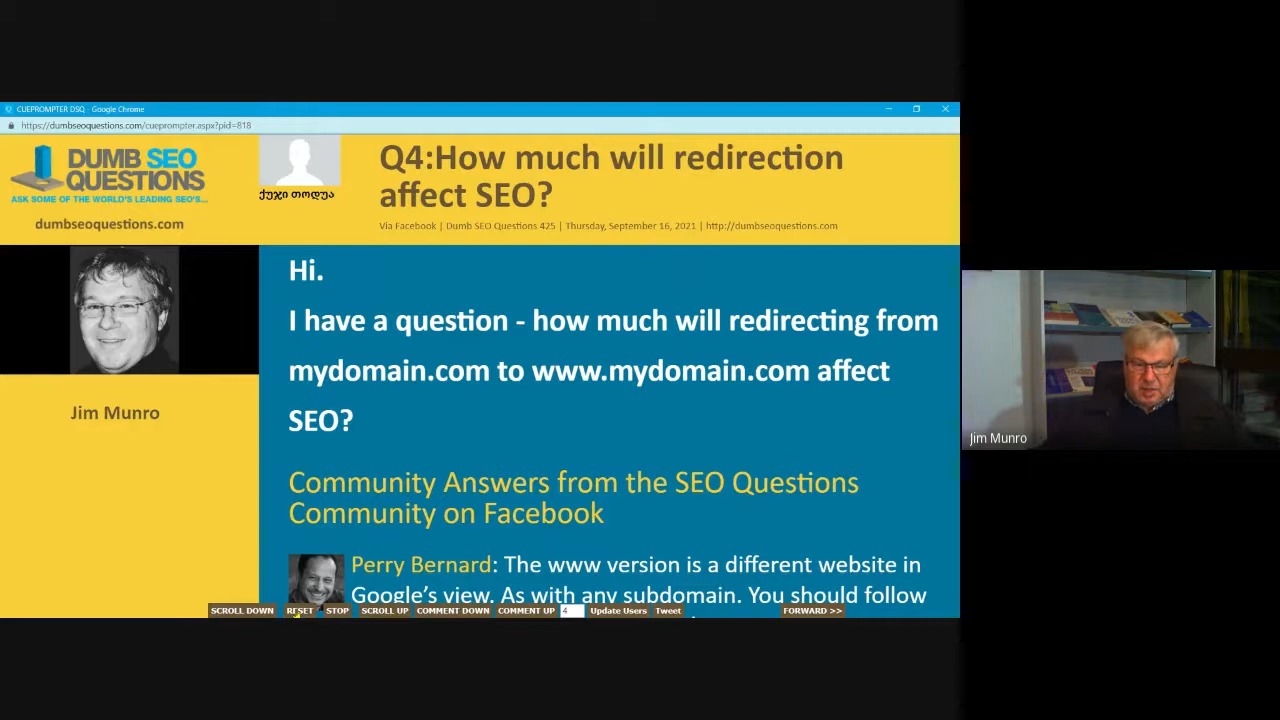 CUEPROMPTER DSQ - Google Chrome
https://dumbseoquestions.com/cueprompter.aspx?pid=818
DUMB SEO
QUESTIONS
ASK SOME OF THE WORLD'S LEADING SEO'S...
dumbseoquestions.com
ქუჯი თოდუა
Q4:How much will redirection
affect SEO?
Via Facebook | Dumb SEO Questions 425 | Thursday, September 16, 2021 | http://dumbseoquestions.com
Jim Munro
Hi.
I have a question - how much will redirecting from
mydomain.com to www.mydomain.com affect
SEO?
Community Answers from the SEO Questions
Community on Facebook
Perry Bernard: The www version is a different website in
Google's view. As with any subdomain. You should follow
SCROLL DOWN RESET STOP SCROLL UP COMMENT DOWN COMMENT UP 4 Update Users Tweet FORWARD >>
Jim Munro